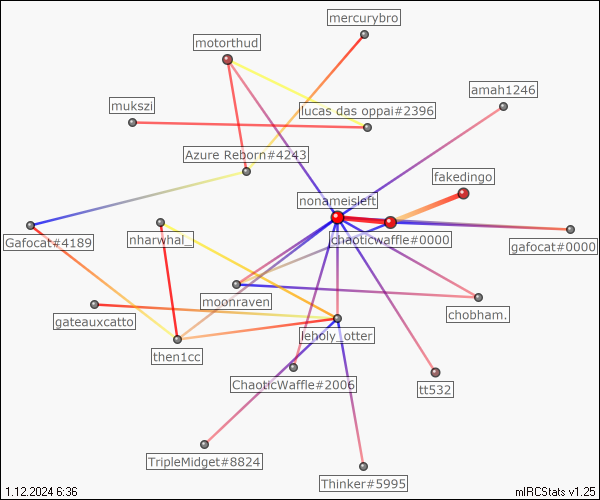 mercurybro
motorthud
amah1246
mukszi
lucas das oppai#2396
Azure Reborn#4243
fakedingo
nonameisleft
Gafocat#4189
nharwhal_
chaoticwaffle#0000
gafocat#0000
moonraven
chobham.
gateauxcatto
leholy_otter
then1cc
ChaoticWaffle#2006
tt532
TripleMidget#8824
Thinker#5995
1.12.2024 6:36
mIRCStats v1.25